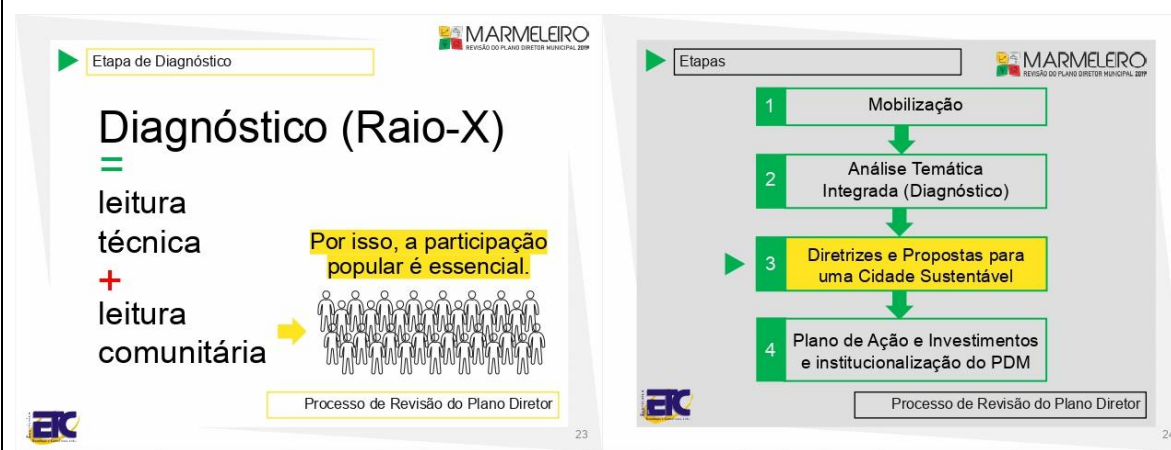 MARMELEIRO
REVISÃO DO PLANO DIRETOR MUNICIPAL 2019
Etapa de Diagnóstico
Diagnóstico (Raio-X)
=
leitura
técnica
+
leitura
comunitária
Por isso, a participação
popular é essencial.
Processo de Revisão do Plano Diretor
ETC
23
Etapas
MARMELEIRO
REVISÃO DO PLANO DIRETOR MUNICIPAL 2019
1
Mobilização
2
Análise Temática
Integrada (Diagnóstico)
3
Diretrizes e Propostas para
uma Cidade Sustentável
4
Plano de Ação e Investimentos
e institucionalização do PDM
Processo de Revisão do Plano Diretor
ETC
24